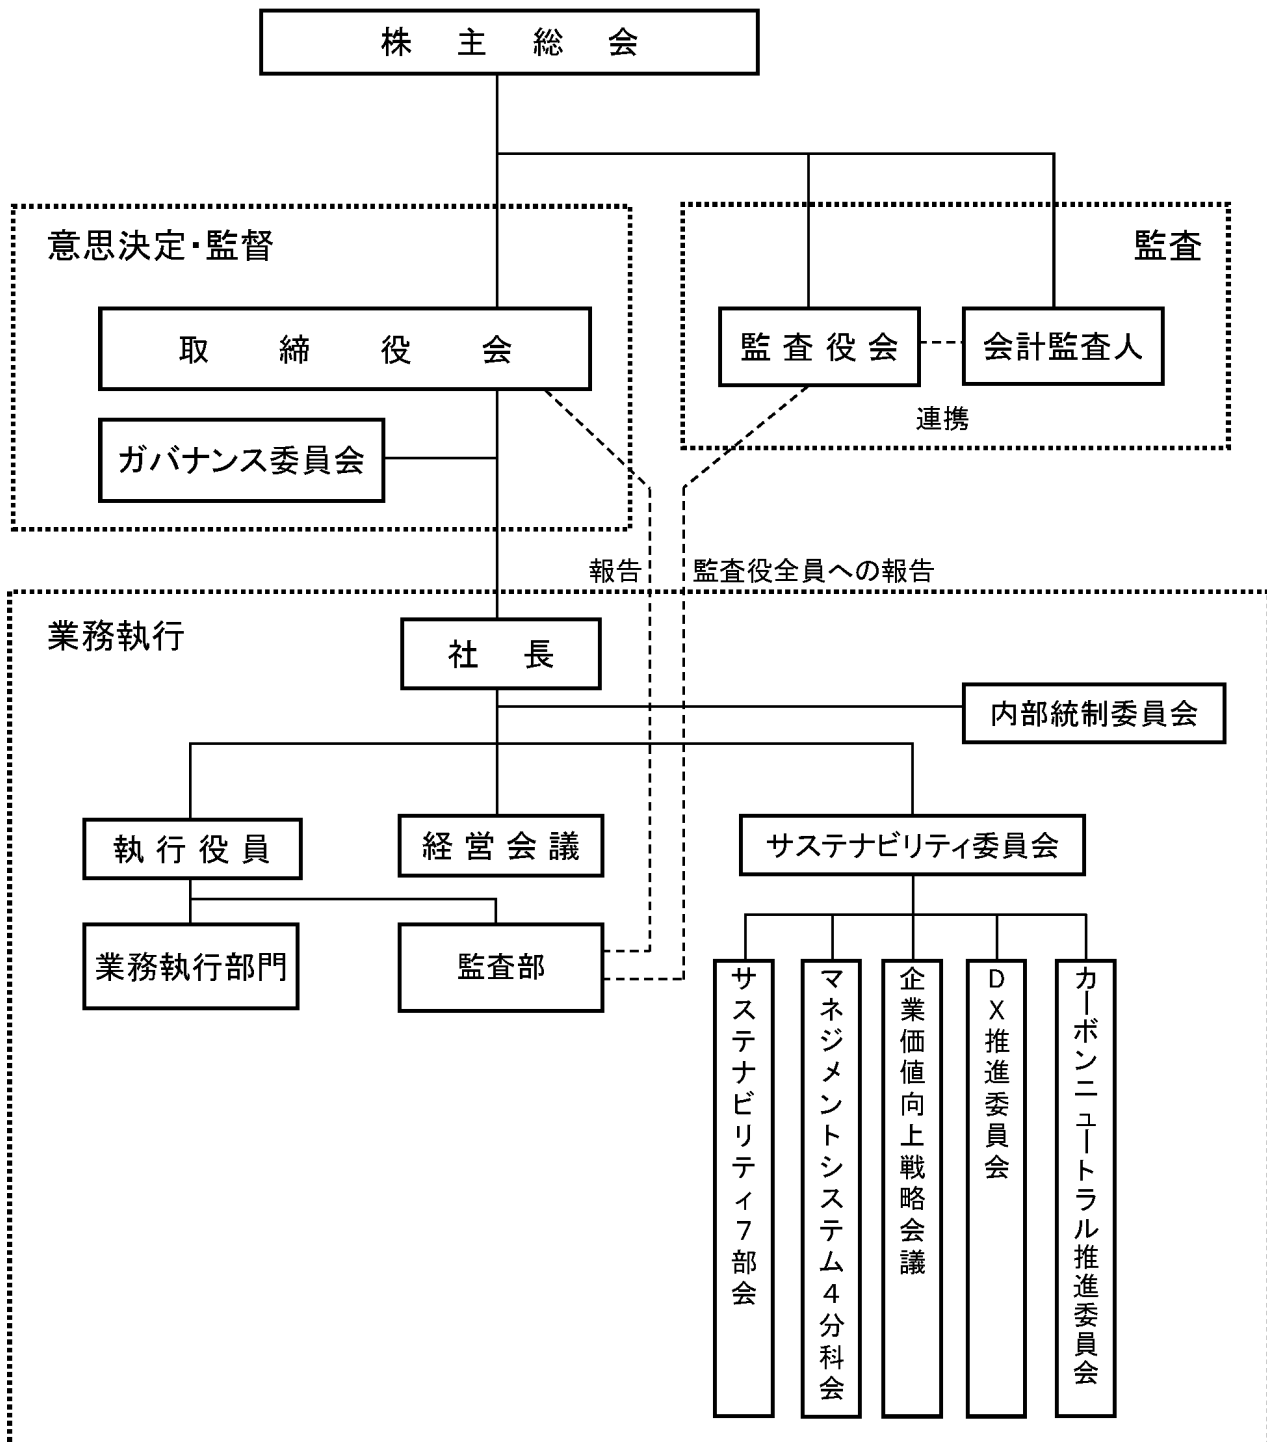 株主総会
意思決定・監督
監査
取締役会
監査役会
会計監査人
連携
ガバナンス委員会
報告
監査役全員への報告
業務執行
社長
内部統制委員会
執行役員
経営会議
サステナビリティ委員会
業務執行部門
監査部
サステナビリティ7部会
マネジメントシステム4分科会
企業価値向上戦略会議
DX推進委員会
カーボンニュートラル推進委員会